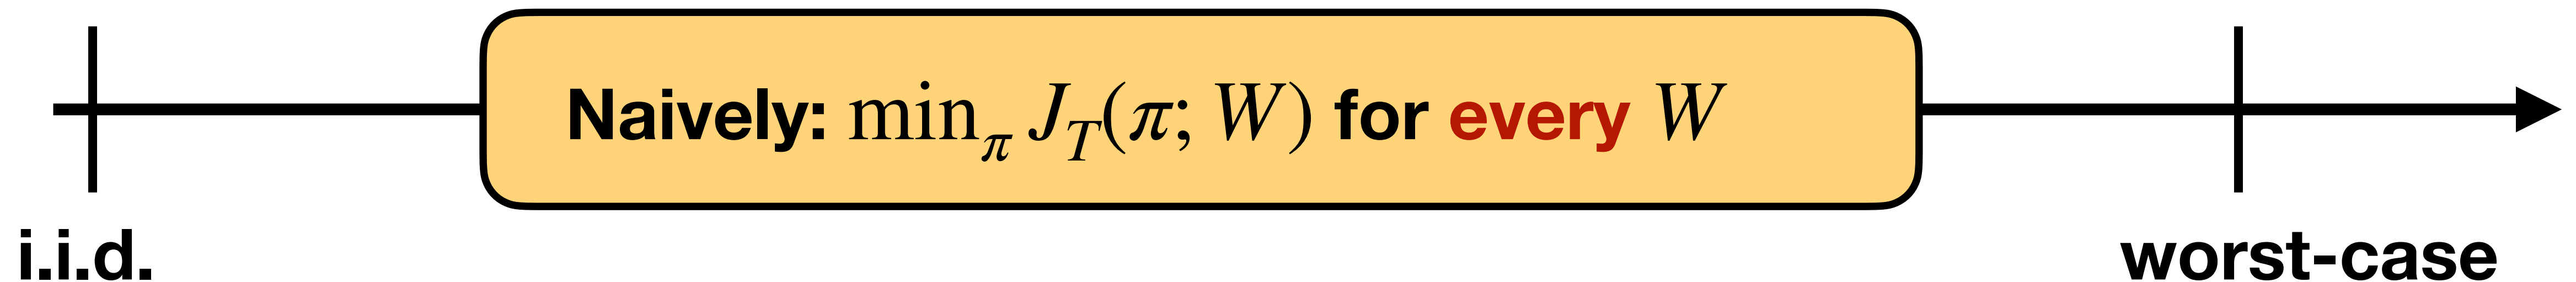 Naively: min_π J_T(π; W) for every W
i.i.d.
worst-case